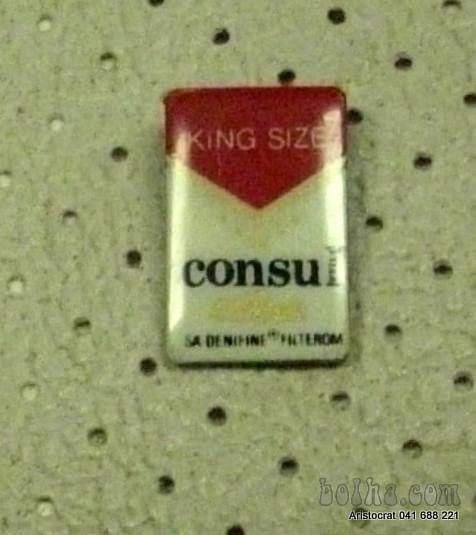 KING SIZE
consul
SA DENIFINE FILTEROM
bolha.com
Aristocrat 041 688 221